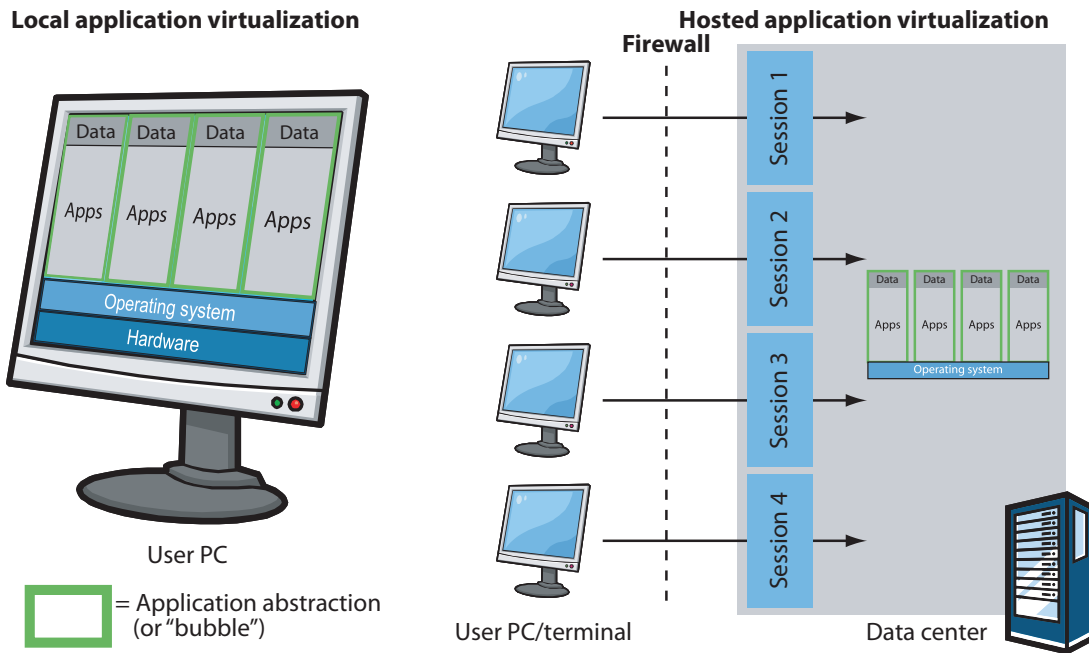 Local application virtualization
Data Data Data Data
Apps Apps Apps Apps
Operating system
Hardware
User PC
= Application abstraction
(or “bubble”)
Hosted application virtualization
Firewall
Session 1
Session 2
Session 3
Session 4
Data Data Data Data
Apps Apps Apps Apps
Operating system
User PC/terminal
Data center